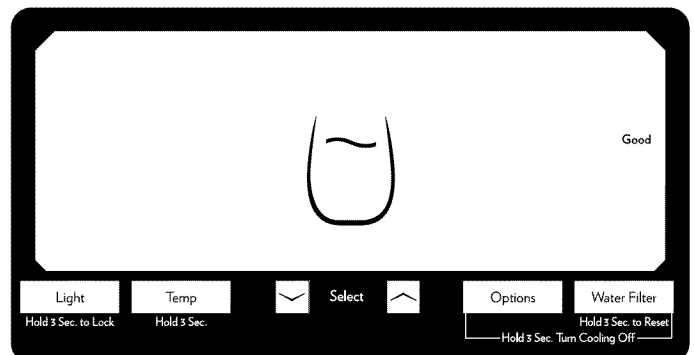 Good
Light Temp Select Options Water Filter
Hold 3 Sec. to Lock Hold 3 Sec. Hold 3 Sec. to Reset
Hold 3 Sec. Turn Cooling Off